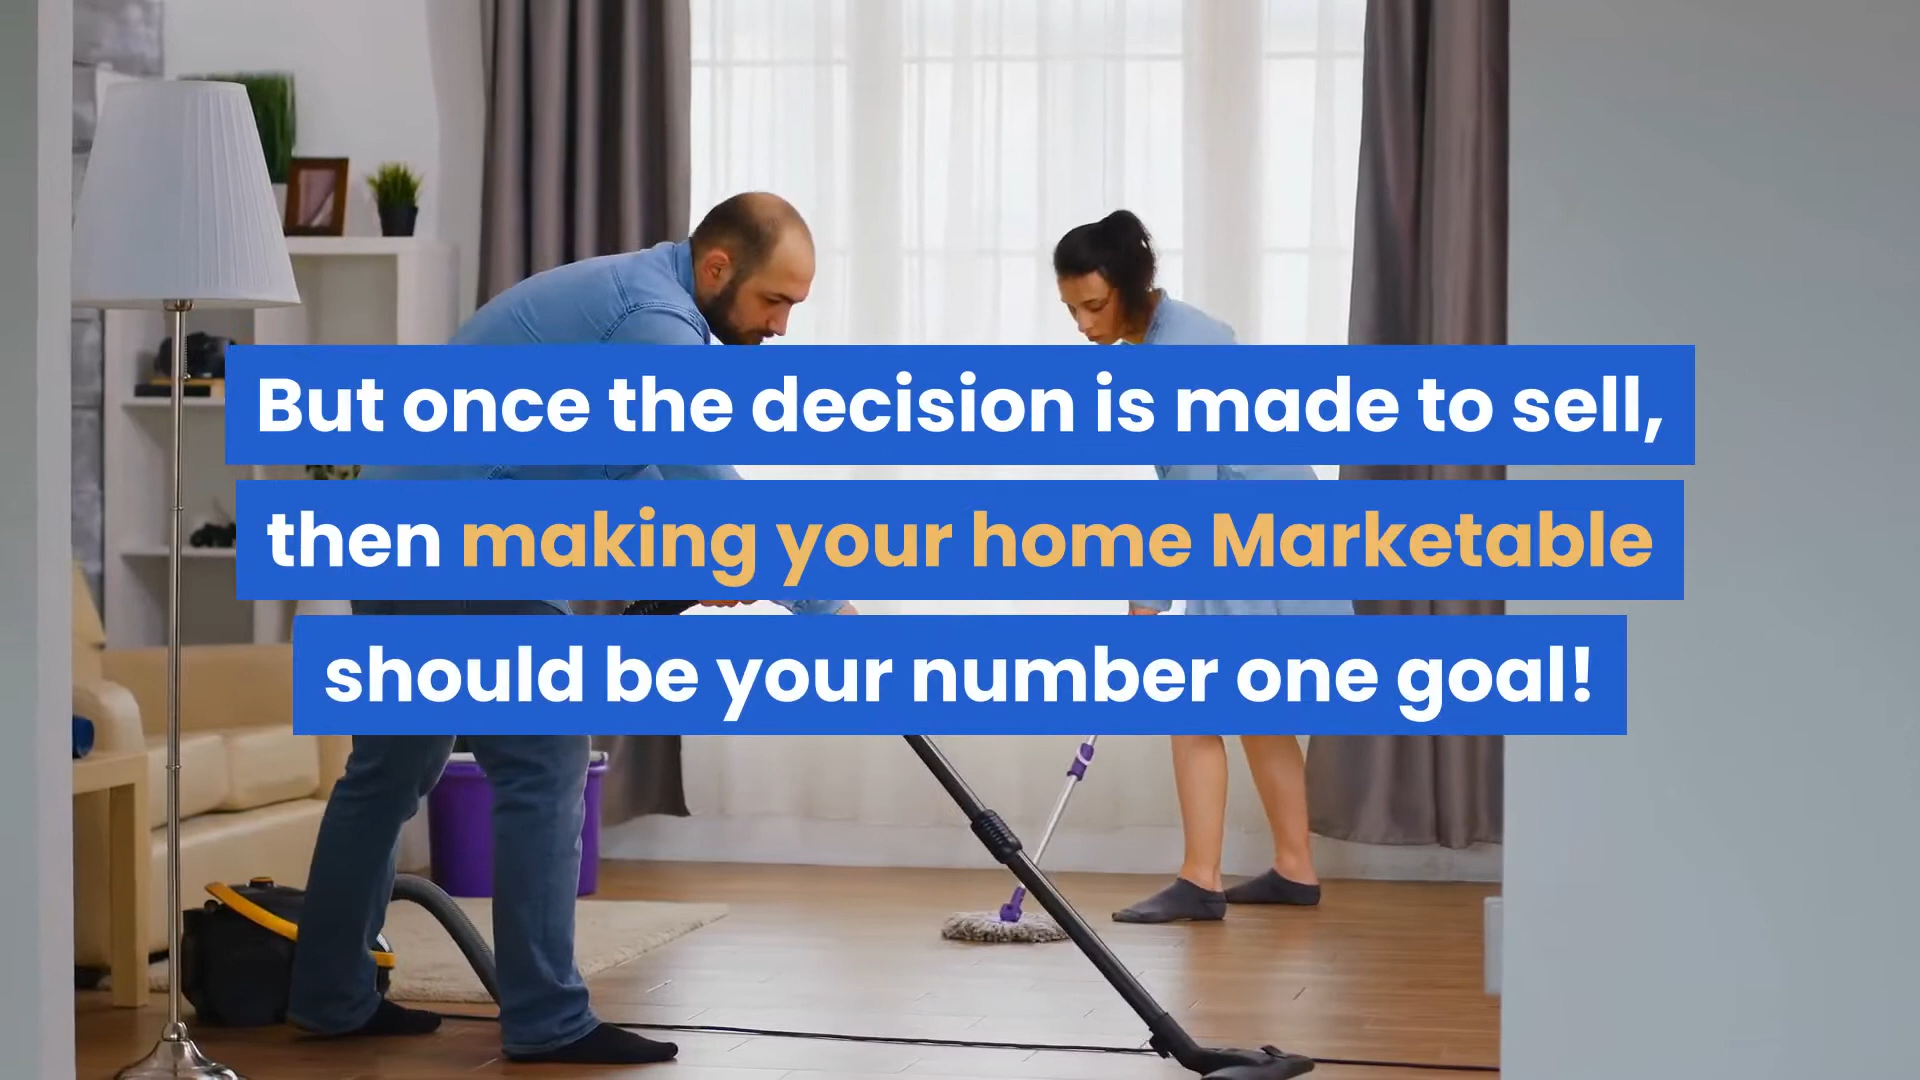 But once the decision is made to sell,
then making your home Marketable
should be your number one goal!